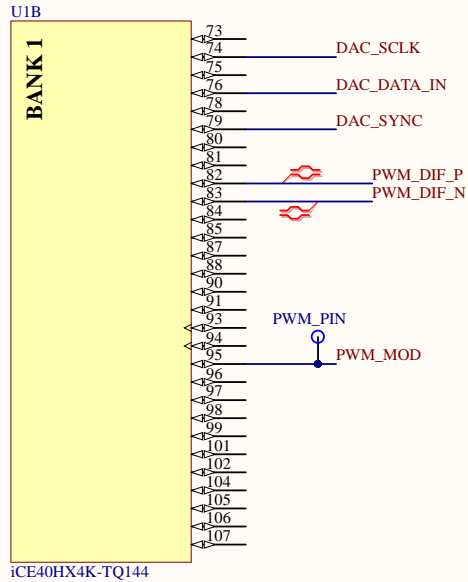 U1B
BANK 1
73
74 DAC_SCLK
75
76 DAC_DATA_IN
78
79 DAC_SYNC
80
81
82 PWM_DIF_P
83 PWM_DIF_N
84
85
87
88
90
91
93
PWM_PIN
94
95 PWM_MOD
96
97
98
99
101
102
104
105
106
107
iCE40HX4K-TQ144